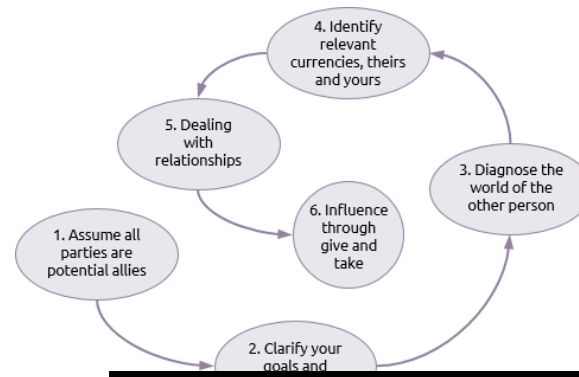 1. Assume all
parties are
potential allies
2. Clarify your
goals and
3. Diagnose the
world of the
other person
4. Identify
relevant
currencies, theirs
and yours
5. Dealing
with
relationships
6. Influence
through
give and
take